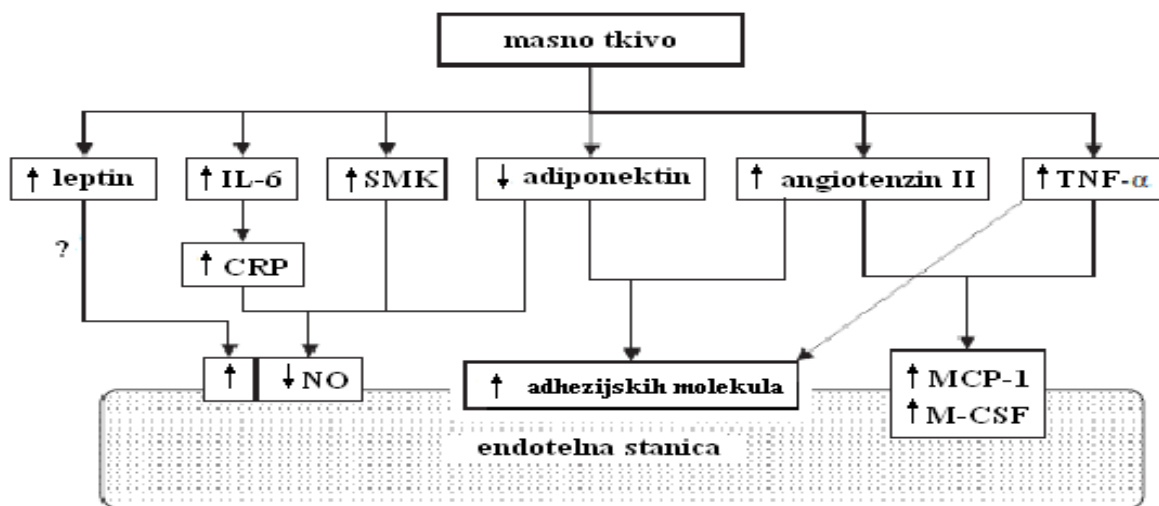 masno tkivo
↑ leptin
↑ IL-6
↑ SMK
↓ adiponektin
↑ angiotenzin II
↑ TNF-α
?
↑ CRP
↑
↓ NO
↑ adhezijskih molekula
↑ MCP-1
↑ M-CSF
endotelna stanica